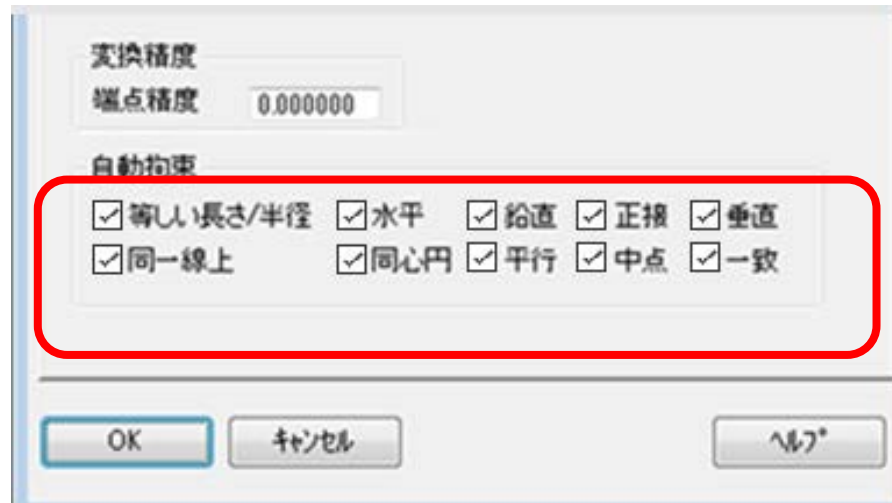 変換精度
端点精度 0.000000
自動拘束
等しい長さ/半径 水平 鉛直 正接 垂直
同一線上 同心円 平行 中点 一致
OK キャンセル ヘルプ